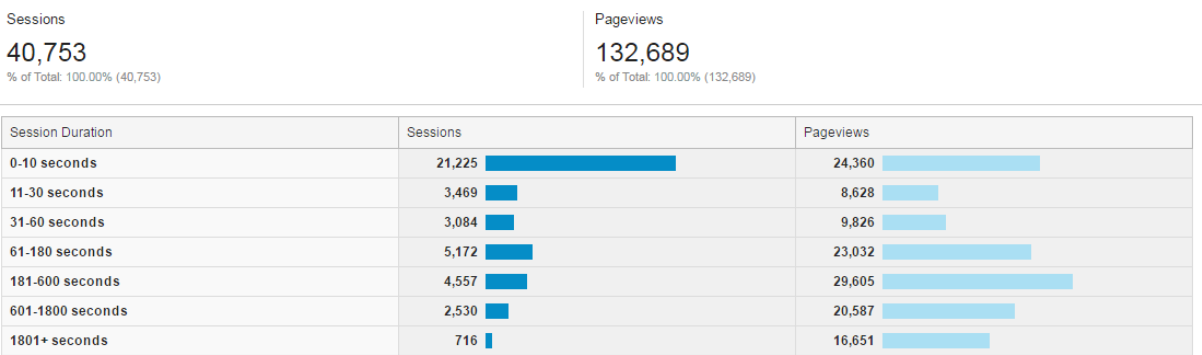 Sessions Pageviews
40,753 132,689
% of Total: 100.00% (40,753) % of Total: 100.00% (132,689)
Session Duration Sessions Pageviews
0-10 seconds 21,225 24,360
11-30 seconds 3,469 8,628
31-60 seconds 3,084 9,826
61-180 seconds 5,172 23,032
181-600 seconds 4,557 29,605
601-1800 seconds 2,530 20,587
1801+ seconds 716 16,651